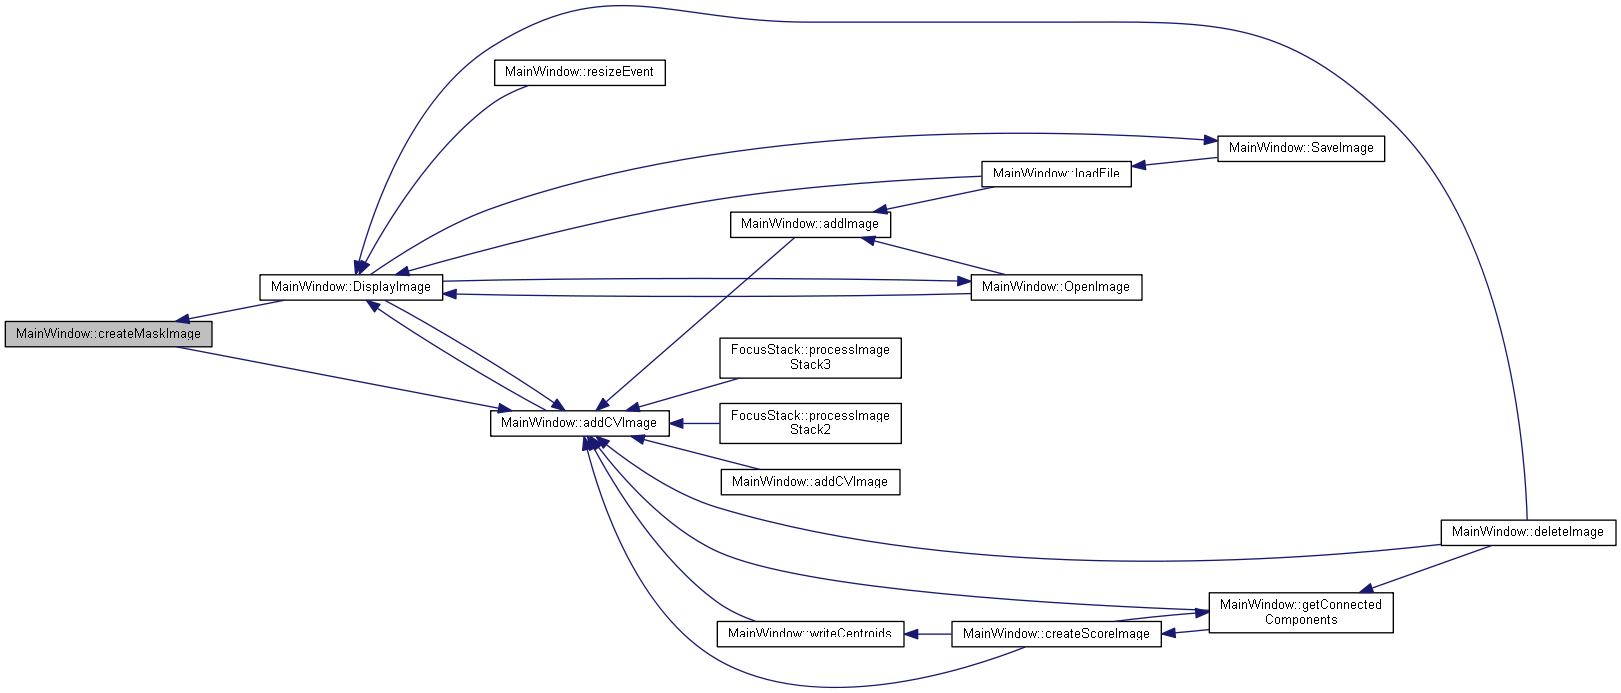 MainWindow::resizeEvent
MainWindow::SaveImage
MainWindow::loadFile
MainWindow::addImage
MainWindow::DisplayImage
MainWindow::OpenImage
MainWindow::createMaskImage
FocusStack::processImage
Stack3
MainWindow::addCVImage
FocusStack::processImage
Stack2
MainWindow::addCVImage
MainWindow::deleteImage
MainWindow::getConnected
Components
MainWindow::writeCentroids
MainWindow::createScoreImage